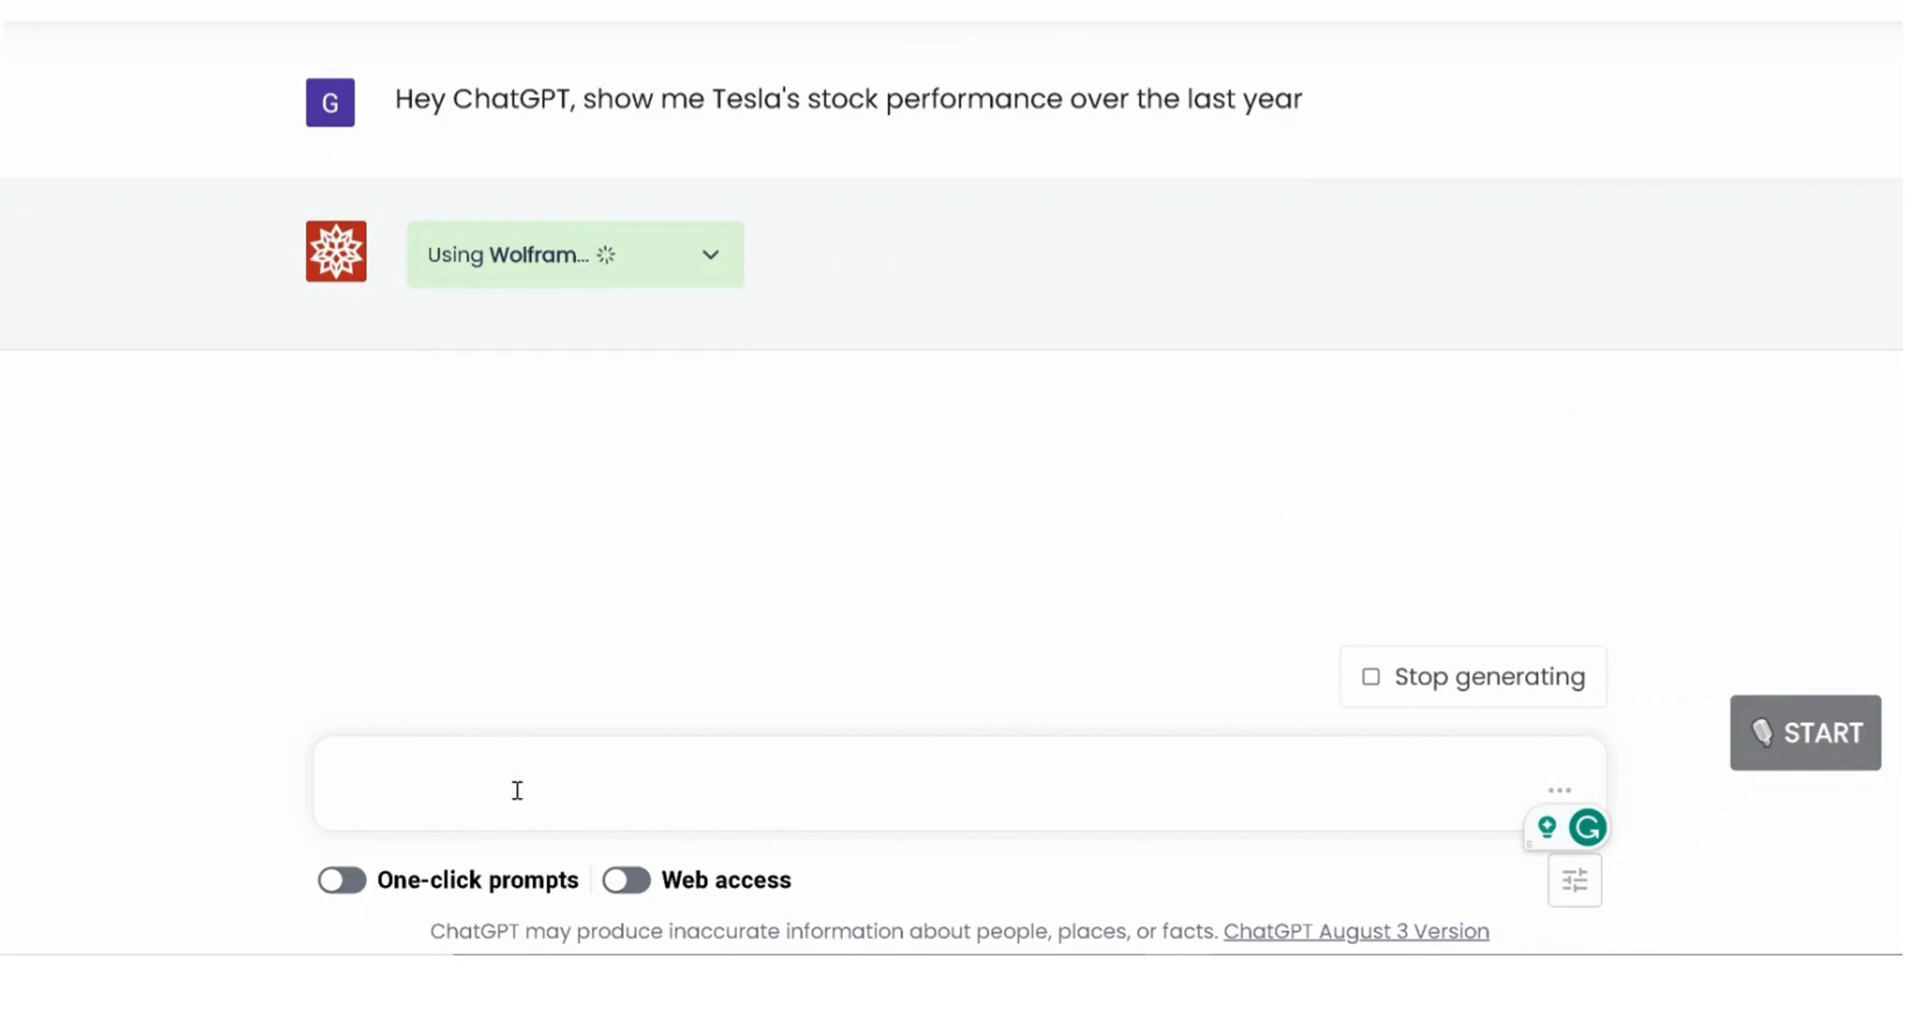 G
Hey ChatGPT, show me Tesla's stock performance over the last year
Using Wolfram...
Stop generating
START
One-click prompts
Web access
ChatGPT may produce inaccurate information about people, places, or facts. ChatGPT August 3 Version